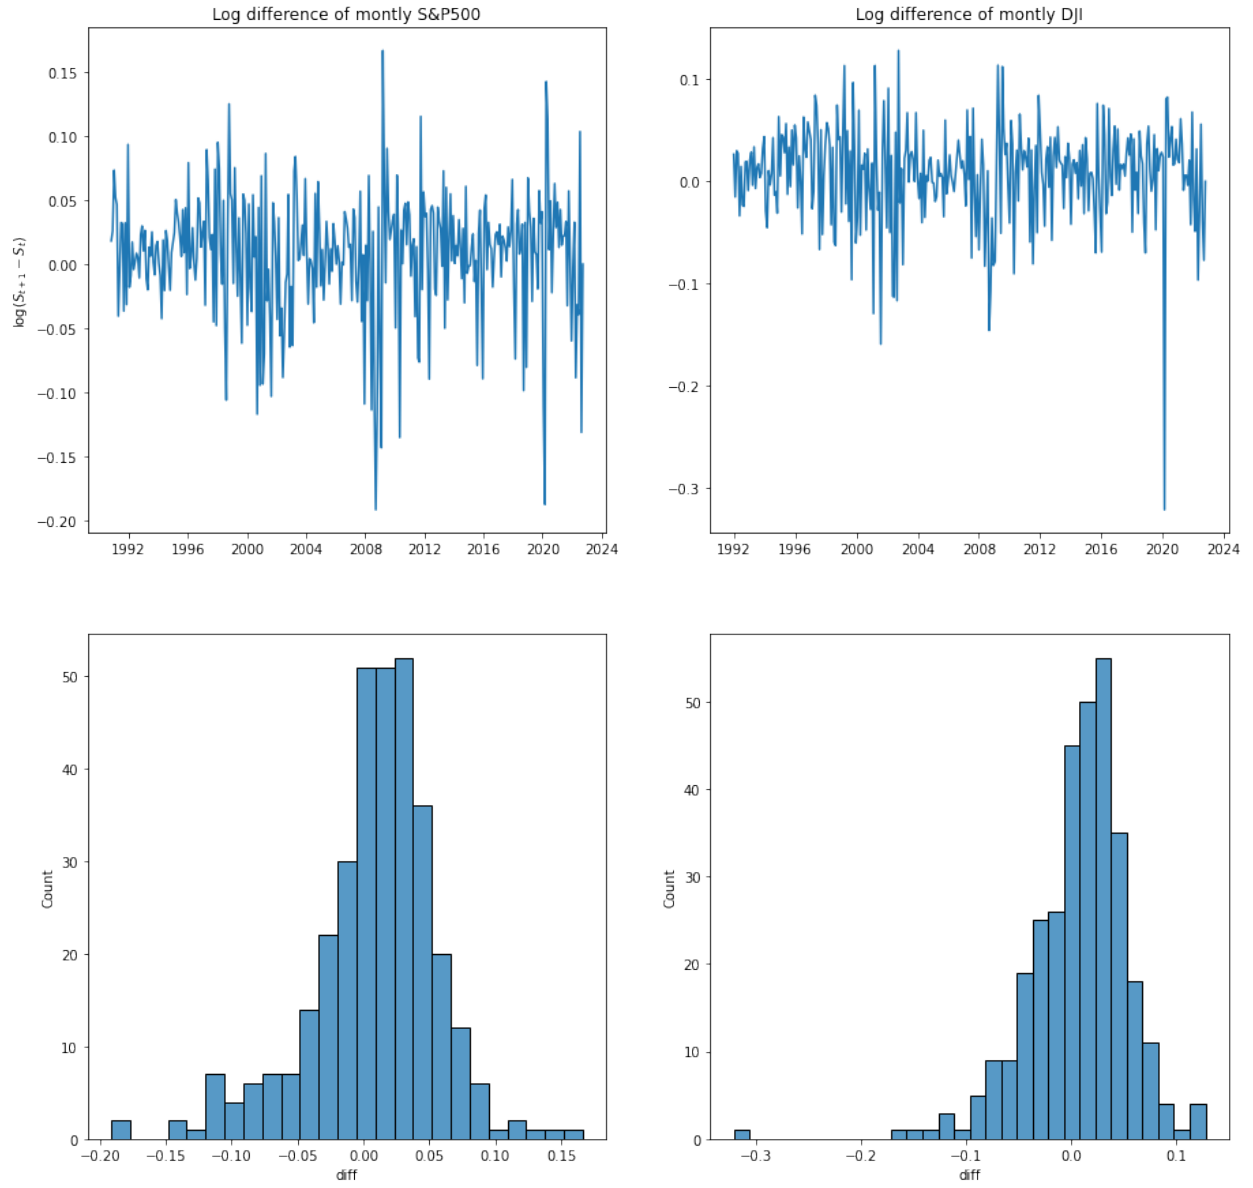 Log difference of montly S&P500
log(S_{t+1} − S_t)
0.15
0.10
0.05
0.00
−0.05
−0.10
−0.15
−0.20
1992 1996 2000 2004 2008 2012 2016 2020 2024
Log difference of montly DJI
0.1
0.0
−0.1
−0.2
−0.3
1992 1996 2000 2004 2008 2012 2016 2020 2024
Count
50
40
30
20
10
0
−0.20 −0.15 −0.10 −0.05 0.00 0.05 0.10 0.15
diff
Count
50
40
30
20
10
0
−0.3 −0.2 −0.1 0.0 0.1
diff